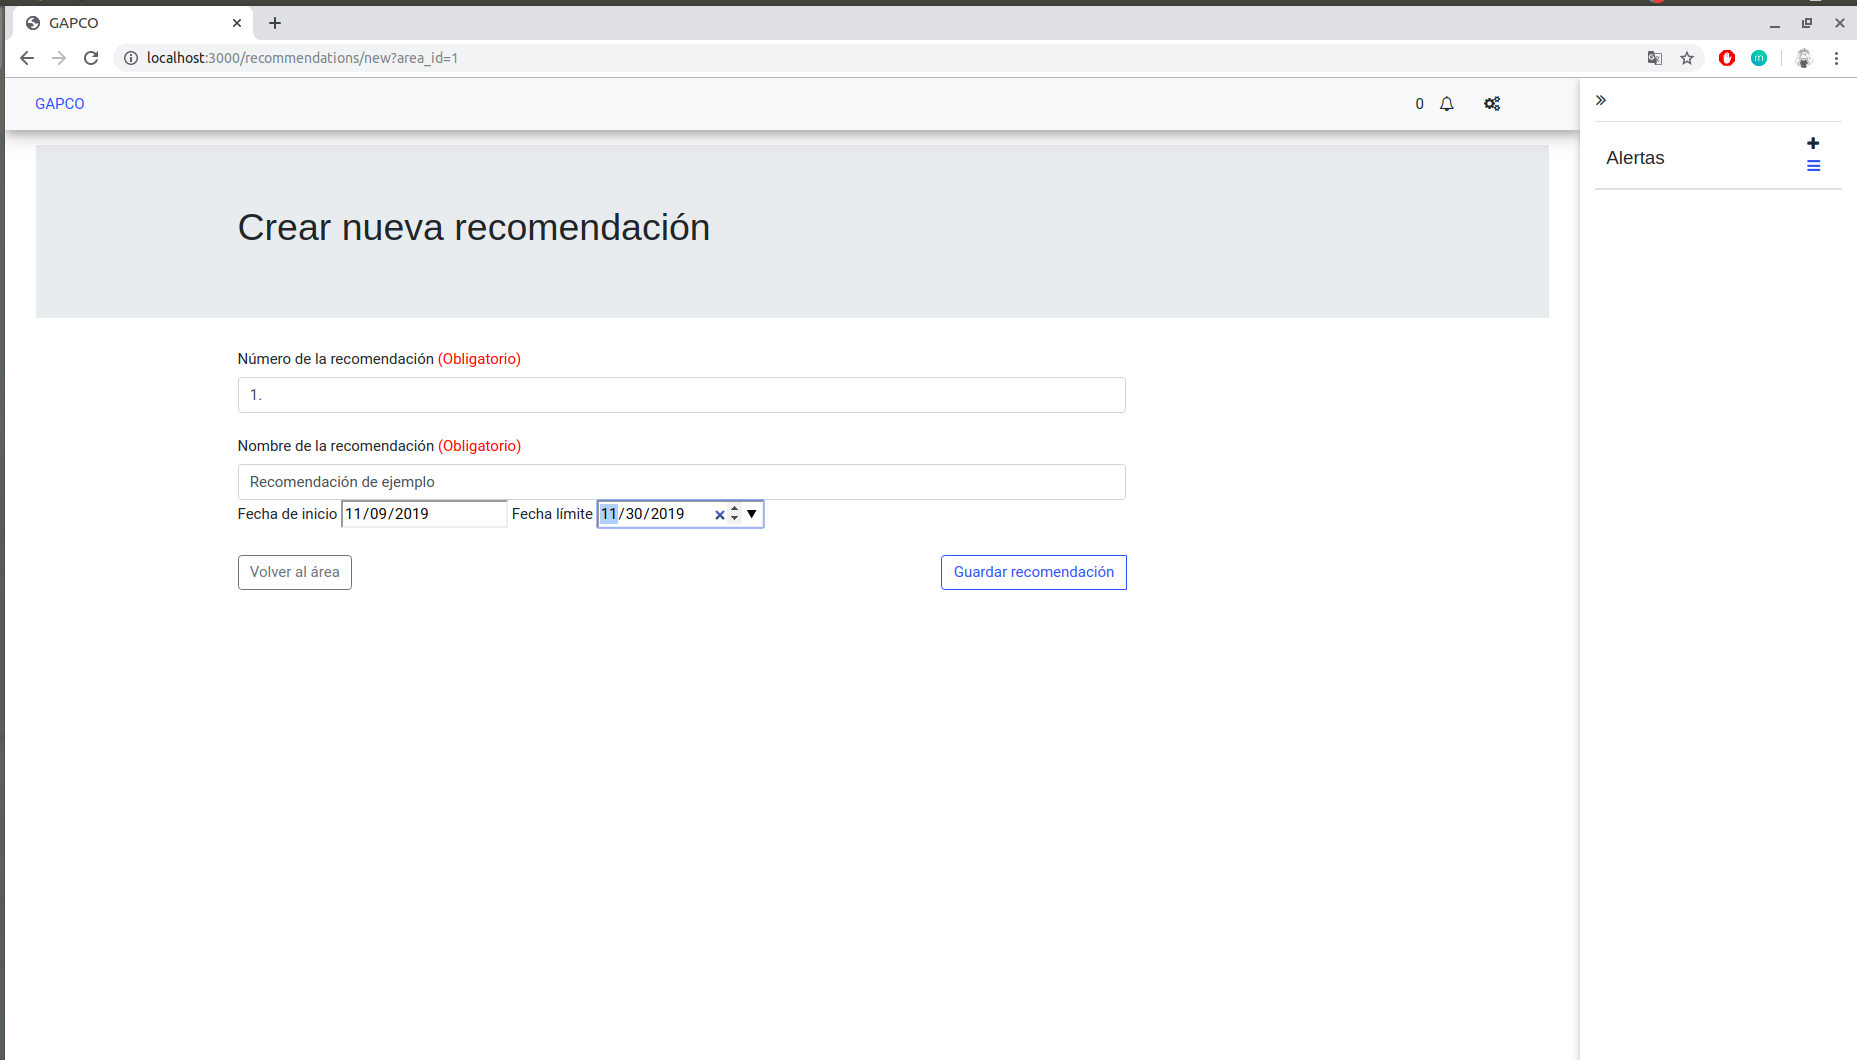 GAPCO
localhost:3000/recommendations/new?area_id=1
GAPCO
0
Alertas
Crear nueva recomendación
Número de la recomendación (Obligatorio)
1.
Nombre de la recomendación (Obligatorio)
Recomendación de ejemplo
Fecha de inicio 11/09/2019 Fecha límite 11/30/2019
Volver al área
Guardar recomendación